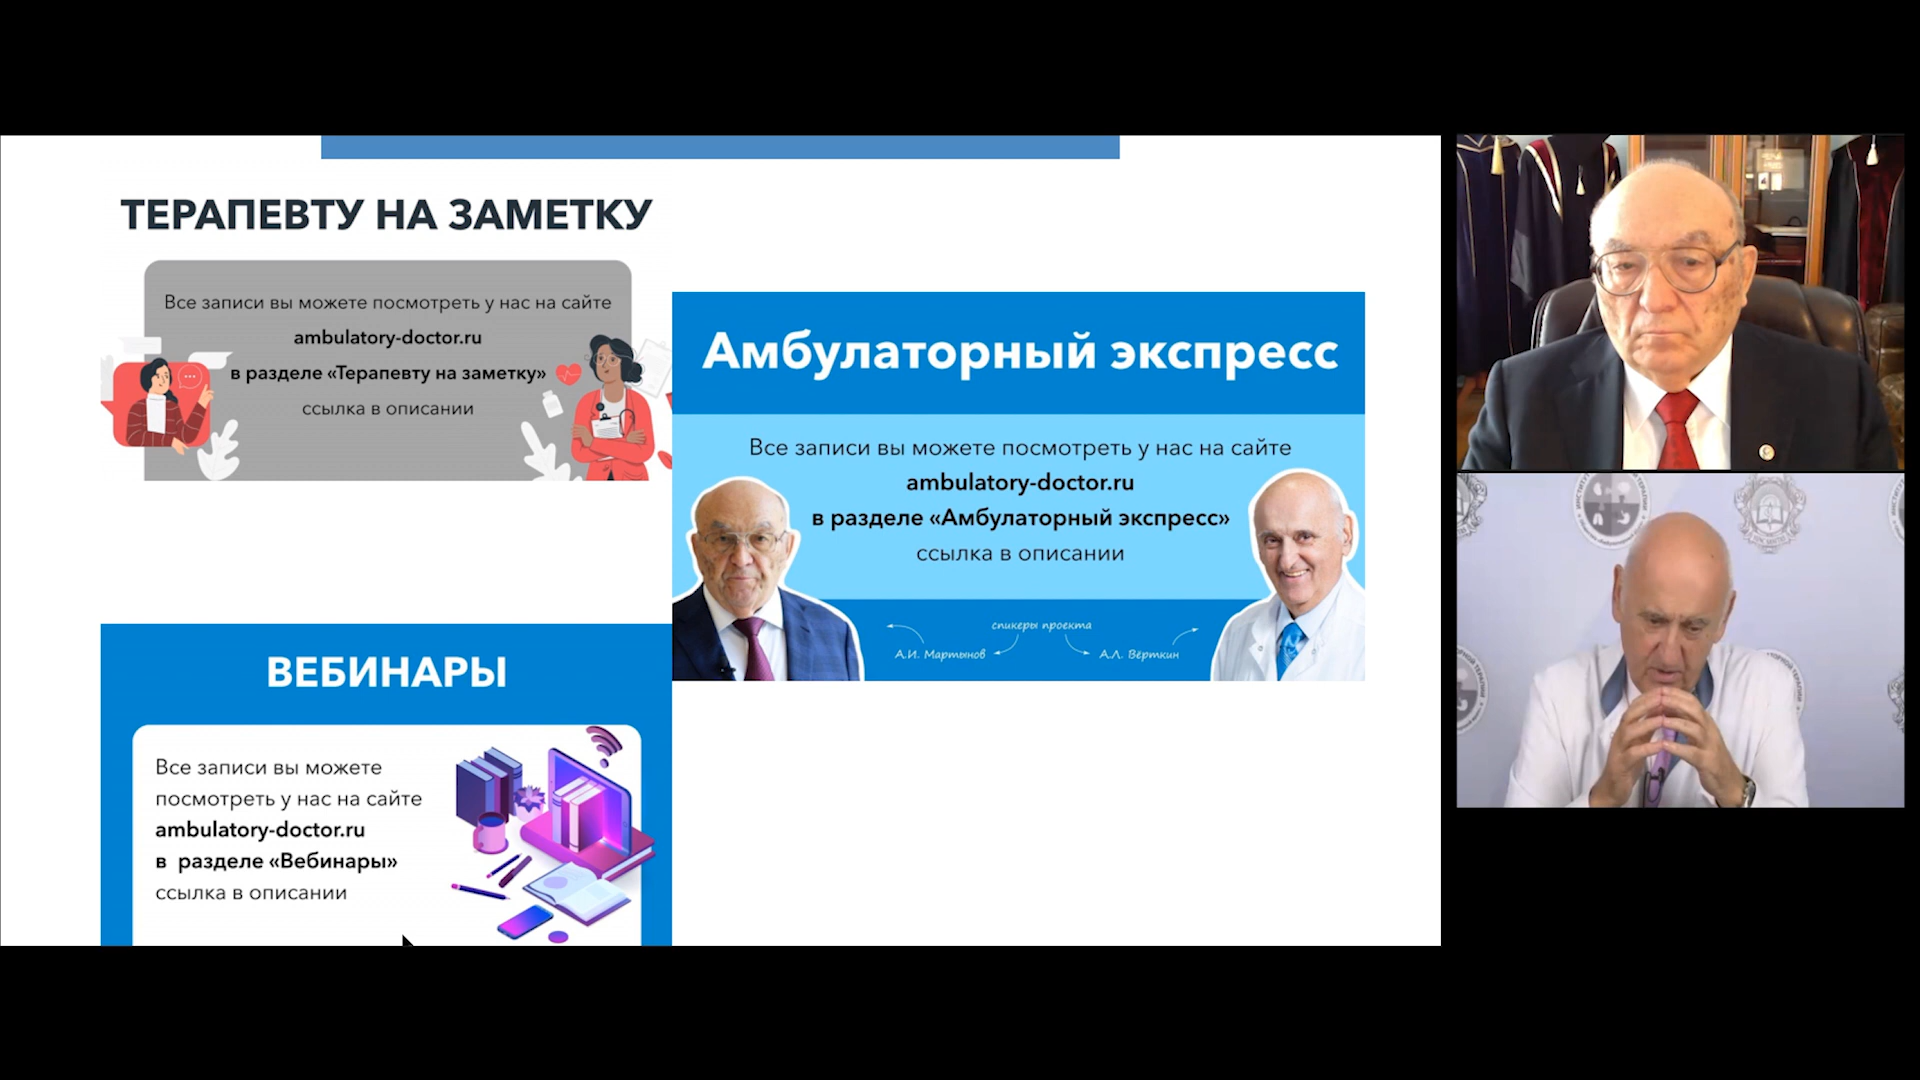 ТЕРАПЕВТУ НА ЗАМЕТКУ
Все записи вы можете посмотреть у нас на сайте
ambulatory-doctor.ru
в разделе «Терапевту на заметку»
ссылка в описании
Амбулаторный экспресс
Все записи вы можете посмотреть у нас на сайте
ambulatory-doctor.ru
в разделе «Амбулаторный экспресс»
ссылка в описании
спикеры проекта
А.И. Мартынов
А.Л. Вёрткин
ВЕБИНАРЫ
Все записи вы можете
посмотреть у нас на сайте
ambulatory-doctor.ru
в разделе «Вебинары»
ссылка в описании